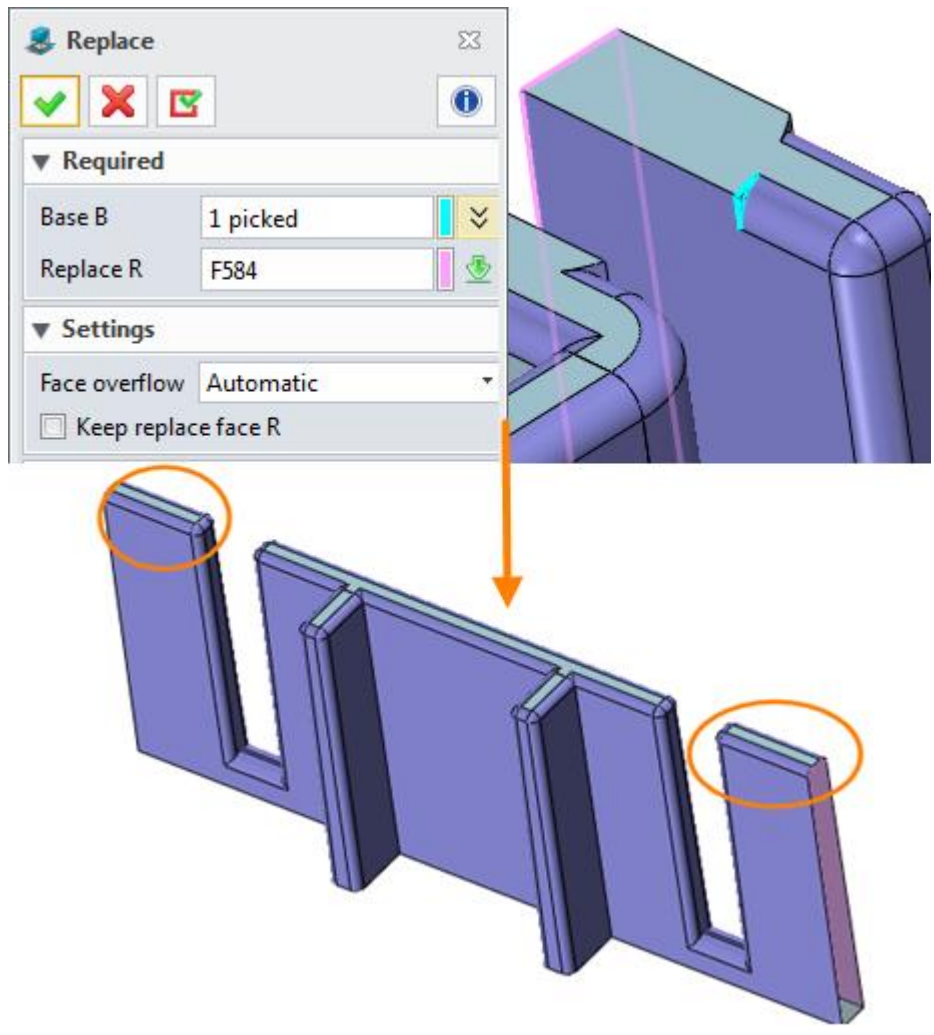 Replace
Required
Base B 1 picked
Replace R F584
Settings
Face overflow Automatic
Keep replace face R